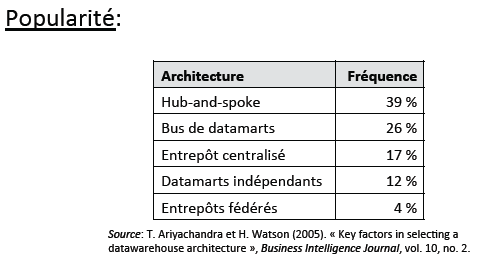 Popularité:
Architecture Fréquence
Hub-and-spoke 39 %
Bus de datamarts 26 %
Entrepôt centralisé 17 %
Datamarts indépendants 12 %
Entrepôts fédérés 4 %
Source: T. Ariyachandra et H. Watson (2005). « Key factors in selecting a
datawarehouse architecture », Business Intelligence Journal, vol. 10, no. 2.